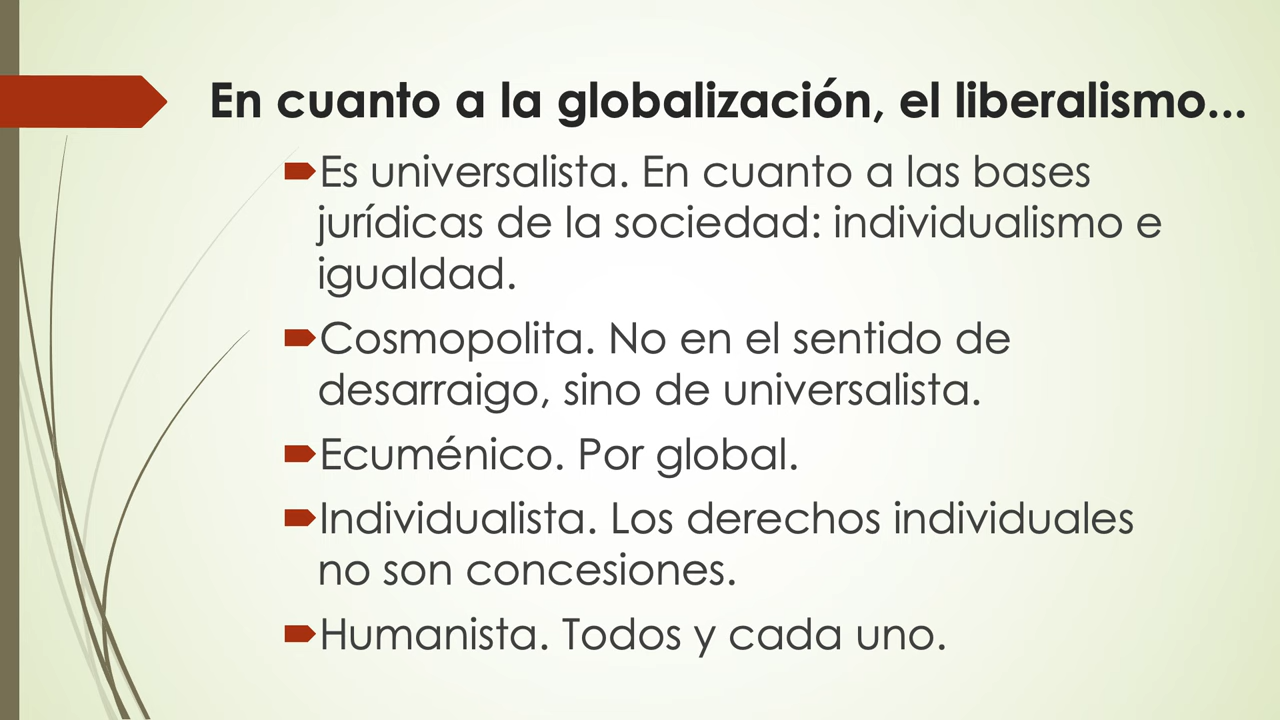 En cuanto a la globalización, el liberalismo...
Es universalista. En cuanto a las bases
jurídicas de la sociedad: individualismo e
igualdad.
Cosmopolita. No en el sentido de
desarraigo, sino de universalista.
Ecuménico. Por global.
Individualista. Los derechos individuales
no son concesiones.
Humanista. Todos y cada uno.